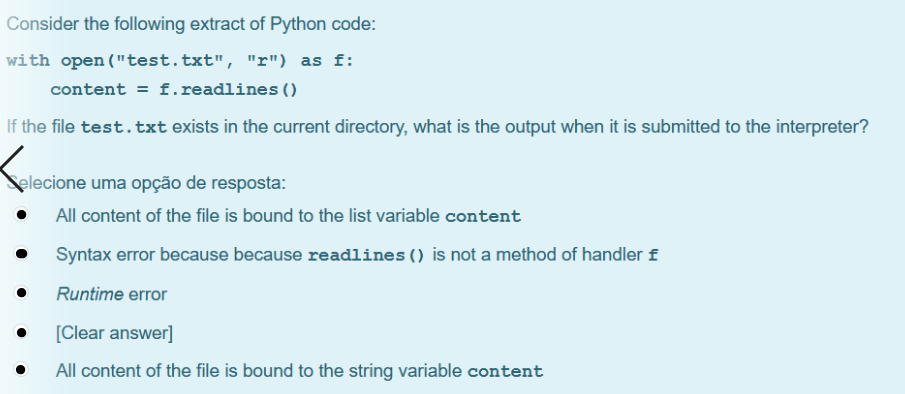 Consider the following extract of Python code:
with open("test.txt", "r") as f:
    content = f.readlines()
If the file test.txt exists in the current directory, what is the output when it is submitted to the interpreter?
Selecione uma opção de resposta:
All content of the file is bound to the list variable content
Syntax error because because readlines() is not a method of handler f
Runtime error
[Clear answer]
All content of the file is bound to the string variable content